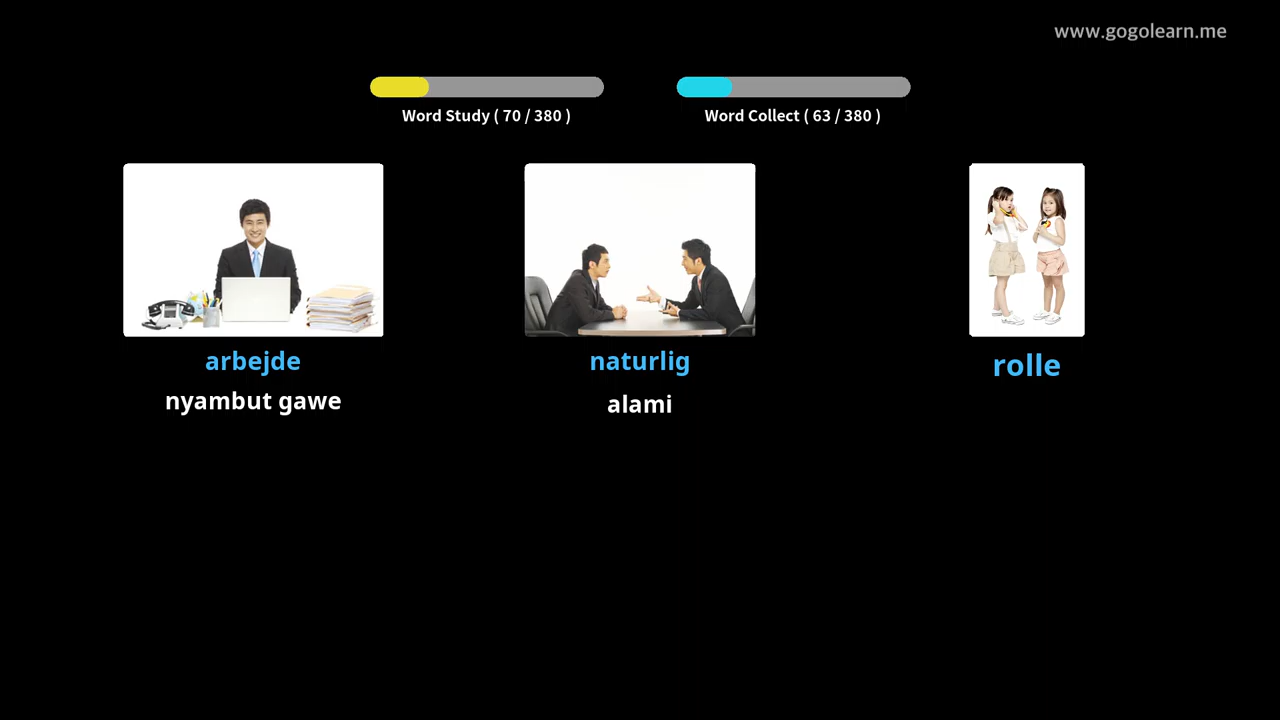 www.gogolearn.me
Word Study ( 70 / 380 )
Word Collect ( 63 / 380 )
arbejde
naturlig
rolle
nyambut gawe
alami